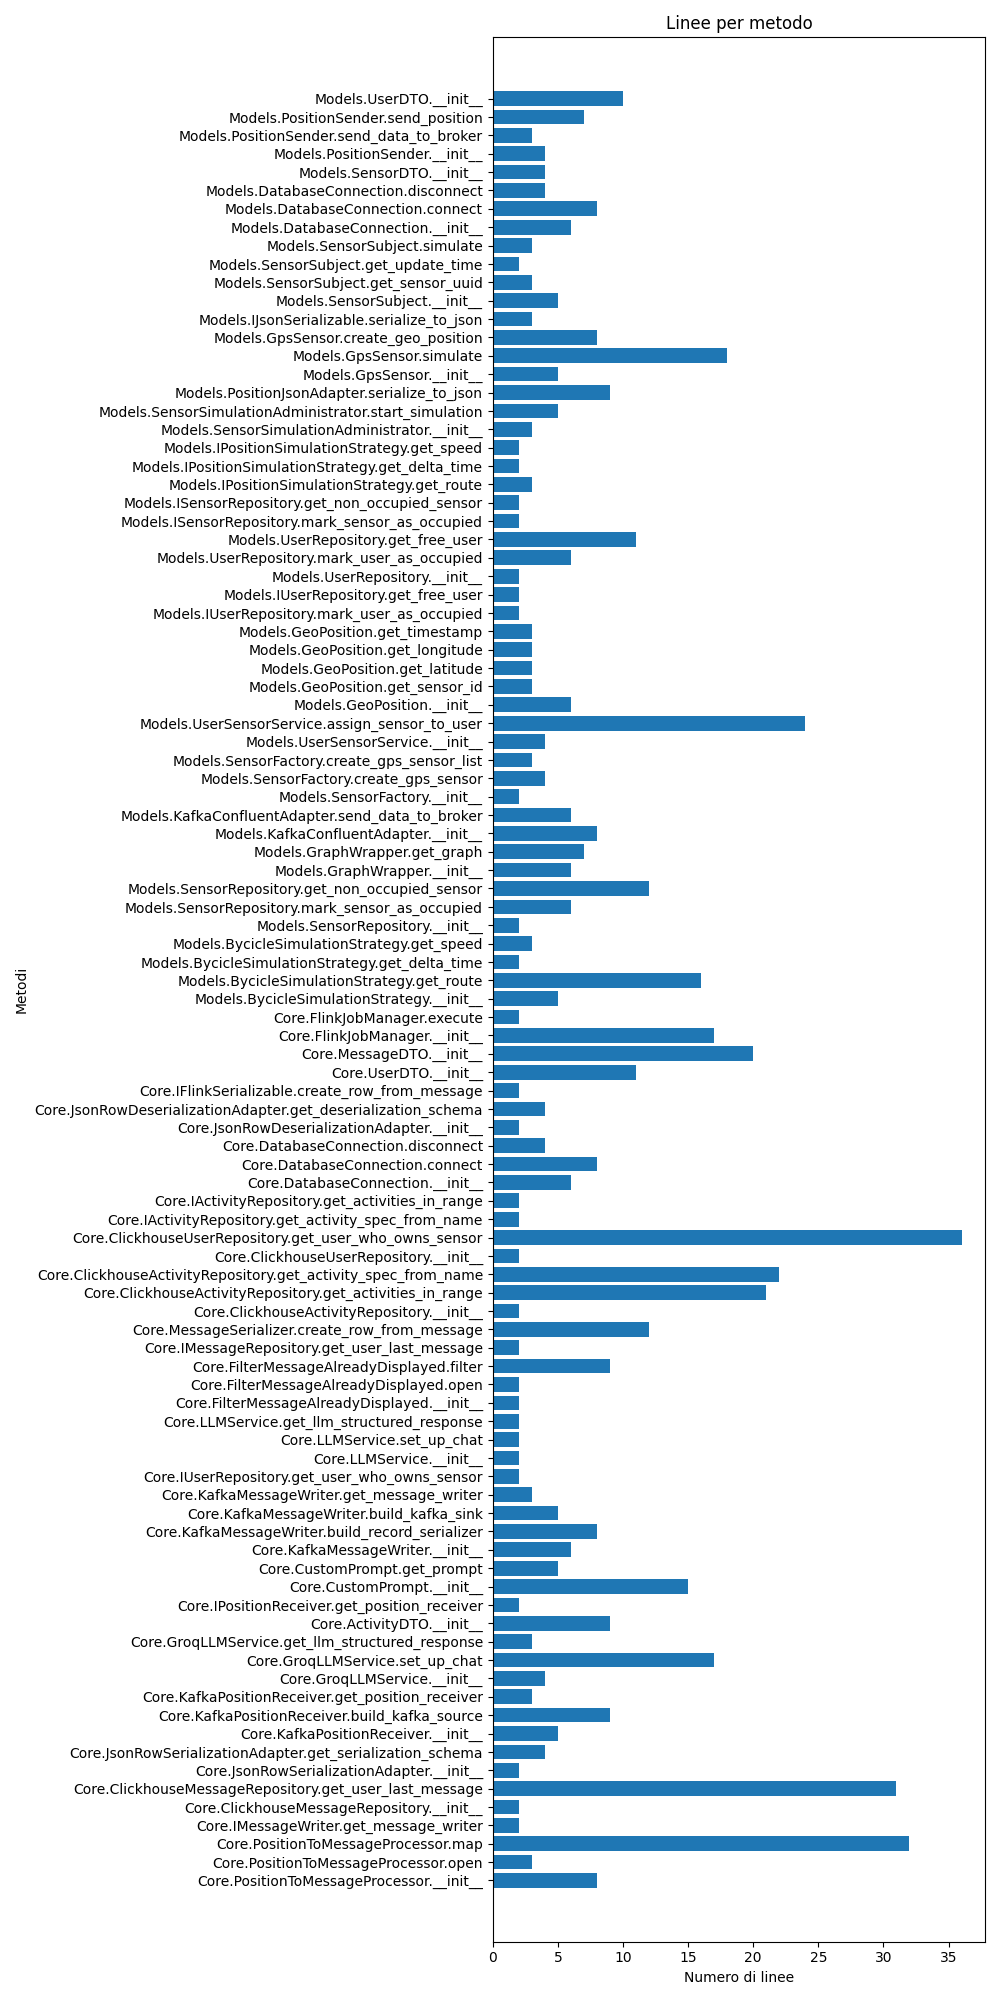 Linee per metodo
Models.UserDTO.__init__
Models.PositionSender.send_position
Models.PositionSender.send_data_to_broker
Models.PositionSender.__init__
Models.SensorDTO.__init__
Models.DatabaseConnection.disconnect
Models.DatabaseConnection.connect
Models.DatabaseConnection.__init__
Models.SensorSubject.simulate
Models.SensorSubject.get_update_time
Models.SensorSubject.get_sensor_uuid
Models.SensorSubject.__init__
Models.IJsonSerializable.serialize_to_json
Models.GpsSensor.create_geo_position
Models.GpsSensor.simulate
Models.GpsSensor.__init__
Models.PositionJsonAdapter.serialize_to_json
Models.SensorSimulationAdministrator.start_simulation
Models.SensorSimulationAdministrator.__init__
Models.IPositionSimulationStrategy.get_speed
Models.IPositionSimulationStrategy.get_delta_time
Models.IPositionSimulationStrategy.get_route
Models.ISensorRepository.get_non_occupied_sensor
Models.ISensorRepository.mark_sensor_as_occupied
Models.UserRepository.get_free_user
Models.UserRepository.mark_user_as_occupied
Models.UserRepository.__init__
Models.IUserRepository.get_free_user
Models.IUserRepository.mark_user_as_occupied
Models.GeoPosition.get_timestamp
Models.GeoPosition.get_longitude
Models.GeoPosition.get_latitude
Models.GeoPosition.get_sensor_id
Models.GeoPosition.__init__
Models.UserSensorService.assign_sensor_to_user
Models.UserSensorService.__init__
Models.SensorFactory.create_gps_sensor_list
Models.SensorFactory.create_gps_sensor
Models.SensorFactory.__init__
Models.KafkaConfluentAdapter.send_data_to_broker
Models.KafkaConfluentAdapter.__init__
Models.GraphWrapper.get_graph
Models.GraphWrapper.__init__
Models.SensorRepository.get_non_occupied_sensor
Models.SensorRepository.mark_sensor_as_occupied
Models.SensorRepository.__init__
Models.BycicleSimulationStrategy.get_speed
Models.BycicleSimulationStrategy.get_delta_time
Models.BycicleSimulationStrategy.get_route
Models.BycicleSimulationStrategy.__init__
Core.FlinkJobManager.execute
Core.FlinkJobManager.__init__
Core.MessageDTO.__init__
Core.UserDTO.__init__
Core.IFlinkSerializable.create_row_from_message
Core.JsonRowDeserializationAdapter.get_deserialization_schema
Core.JsonRowDeserializationAdapter.__init__
Core.DatabaseConnection.disconnect
Core.DatabaseConnection.connect
Core.DatabaseConnection.__init__
Core.IActivityRepository.get_activities_in_range
Core.IActivityRepository.get_activity_spec_from_name
Core.ClickhouseUserRepository.get_user_who_owns_sensor
Core.ClickhouseUserRepository.__init__
Core.ClickhouseActivityRepository.get_activity_spec_from_name
Core.ClickhouseActivityRepository.get_activities_in_range
Core.ClickhouseActivityRepository.__init__
Core.MessageSerializer.create_row_from_message
Core.IMessageRepository.get_user_last_message
Core.FilterMessageAlreadyDisplayed.filter
Core.FilterMessageAlreadyDisplayed.open
Core.FilterMessageAlreadyDisplayed.__init__
Core.LLMService.get_llm_structured_response
Core.LLMService.set_up_chat
Core.LLMService.__init__
Core.IUserRepository.get_user_who_owns_sensor
Core.KafkaMessageWriter.get_message_writer
Core.KafkaMessageWriter.build_kafka_sink
Core.KafkaMessageWriter.build_record_serializer
Core.KafkaMessageWriter.__init__
Core.CustomPrompt.get_prompt
Core.CustomPrompt.__init__
Core.IPositionReceiver.get_position_receiver
Core.ActivityDTO.__init__
Core.GroqLLMService.get_llm_structured_response
Core.GroqLLMService.set_up_chat
Core.GroqLLMService.__init__
Core.KafkaPositionReceiver.get_position_receiver
Core.KafkaPositionReceiver.build_kafka_source
Core.KafkaPositionReceiver.__init__
Core.JsonRowSerializationAdapter.get_serialization_schema
Core.JsonRowSerializationAdapter.__init__
Core.ClickhouseMessageRepository.get_user_last_message
Core.ClickhouseMessageRepository.__init__
Core.IMessageWriter.get_message_writer
Core.PositionToMessageProcessor.map
Core.PositionToMessageProcessor.open
Core.PositionToMessageProcessor.__init__
Metodi
0 5 10 15 20 25 30 35
Numero di linee